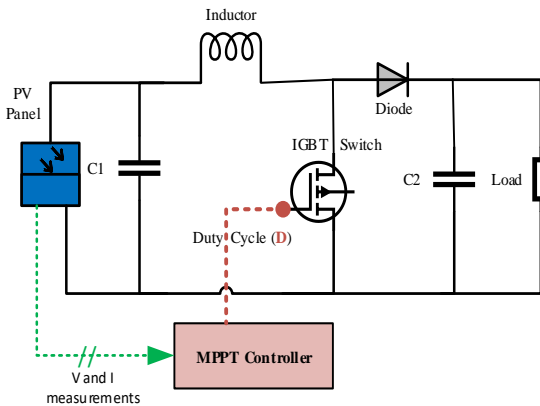 Inductor
PV
Panel
Diode
IGBT Switch
C1
C2
Load
Duty Cycle (D)
MPPT Controller
V and I
measurements